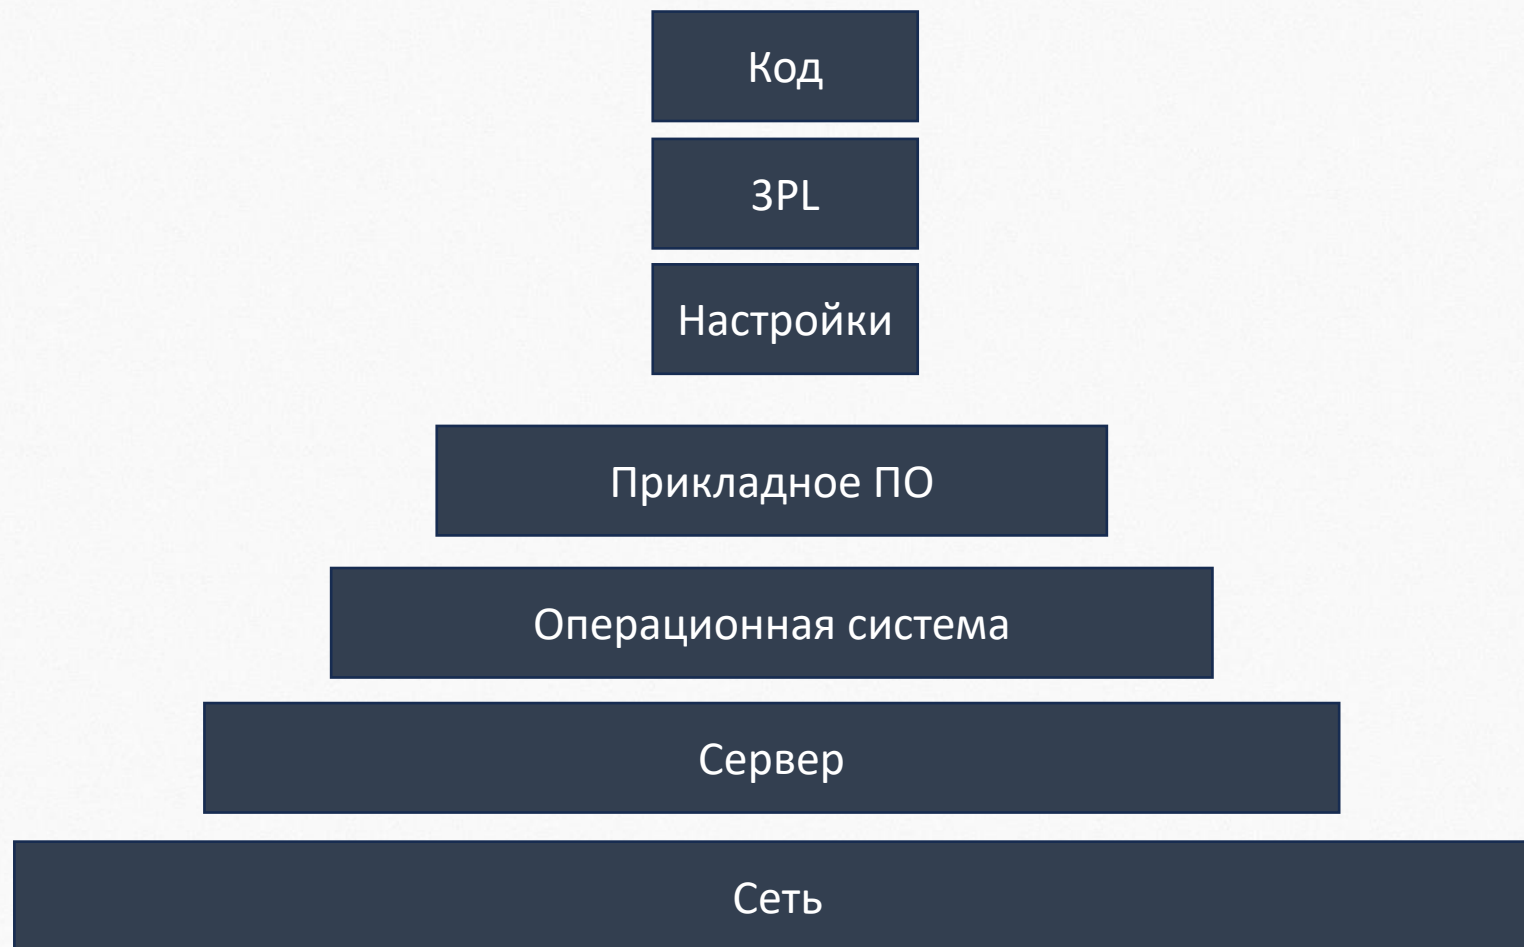 Код
3PL
Настройки
Прикладное ПО
Операционная система
Сервер
Сеть